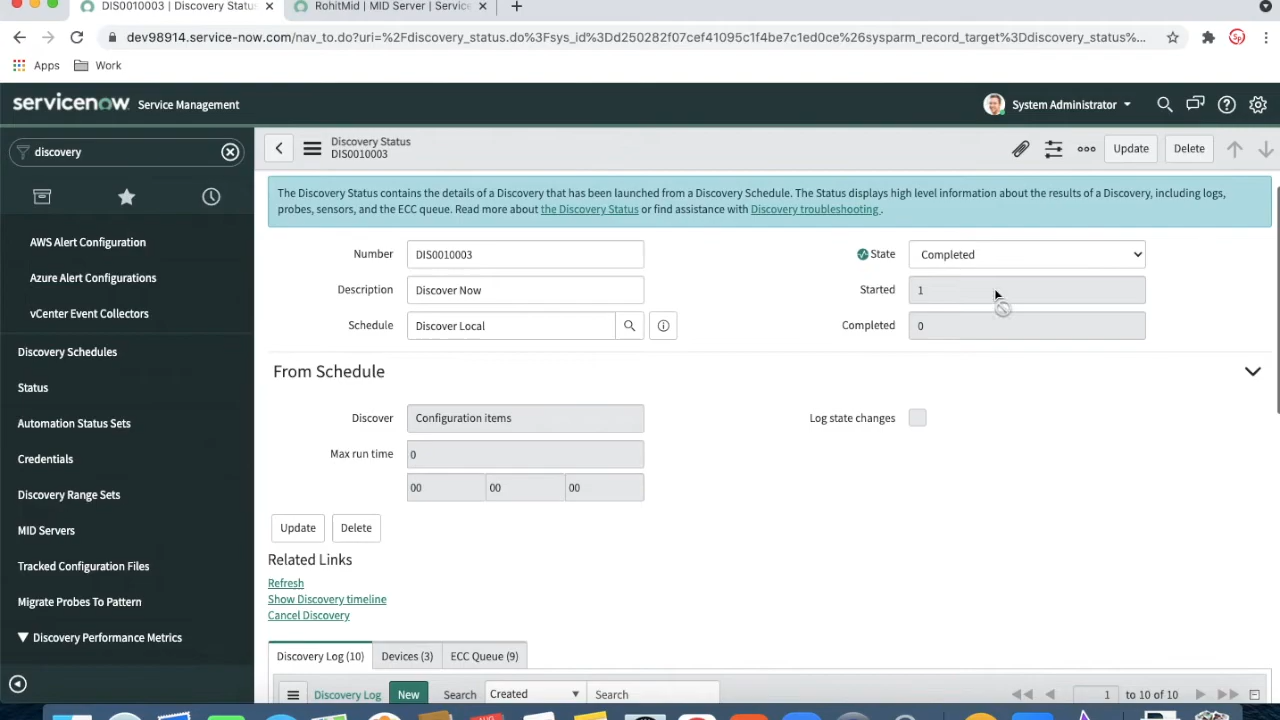 DIS0010003 | Discovery Statu
RohitMid | MID Server | Service
dev98914.service-now.com/nav_to.do?uri=%2Fdiscovery_status.do%3Fsys_id%3Dd250282f07cef41095c1f4be7c1ed0ce%26sysparm_record_target%3Ddiscovery_status%...
Apps
Work
servicenow Service Management
System Administrator
discovery
AWS Alert Configuration
Azure Alert Configurations
vCenter Event Collectors
Discovery Schedules
Status
Automation Status Sets
Credentials
Discovery Range Sets
MID Servers
Tracked Configuration Files
Migrate Probes To Pattern
Discovery Performance Metrics
Discovery Status
DIS0010003
Update
Delete
The Discovery Status contains the details of a Discovery that has been launched from a Discovery Schedule. The Status displays high level information about the results of a Discovery, including logs,
probes, sensors, and the ECC queue. Read more about the Discovery Status or find assistance with Discovery troubleshooting .
Number DIS0010003
State Completed
Description Discover Now
Started 1
Schedule Discover Local
Completed 0
From Schedule
Discover Configuration items
Log state changes
Max run time 0
00 00 00
Update
Delete
Related Links
Refresh
Show Discovery timeline
Cancel Discovery
Discovery Log (10)
Devices (3)
ECC Queue (9)
Discovery Log
New
Search
Created
Search
1 to 10 of 10